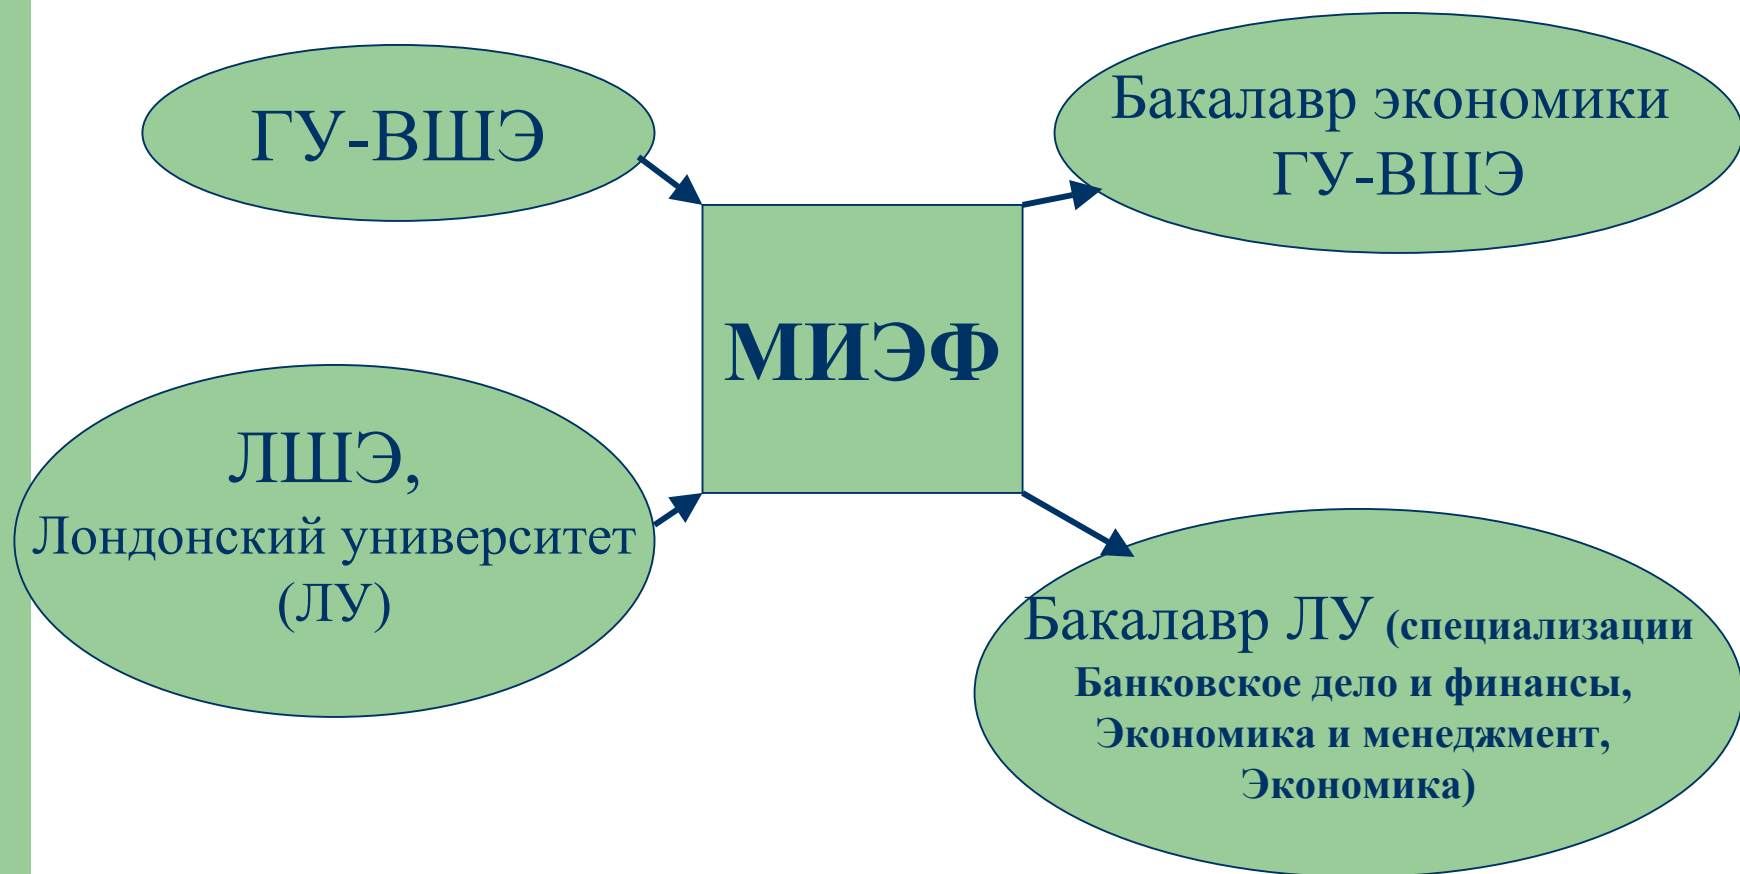 ГУ-ВШЭ
Бакалавр экономики
ГУ-ВШЭ
МИЭФ
ЛШЭ,
Лондонский университет
(ЛУ)
Бакалавр ЛУ (специализации
Банковское дело и финансы,
Экономика и менеджмент,
Экономика)